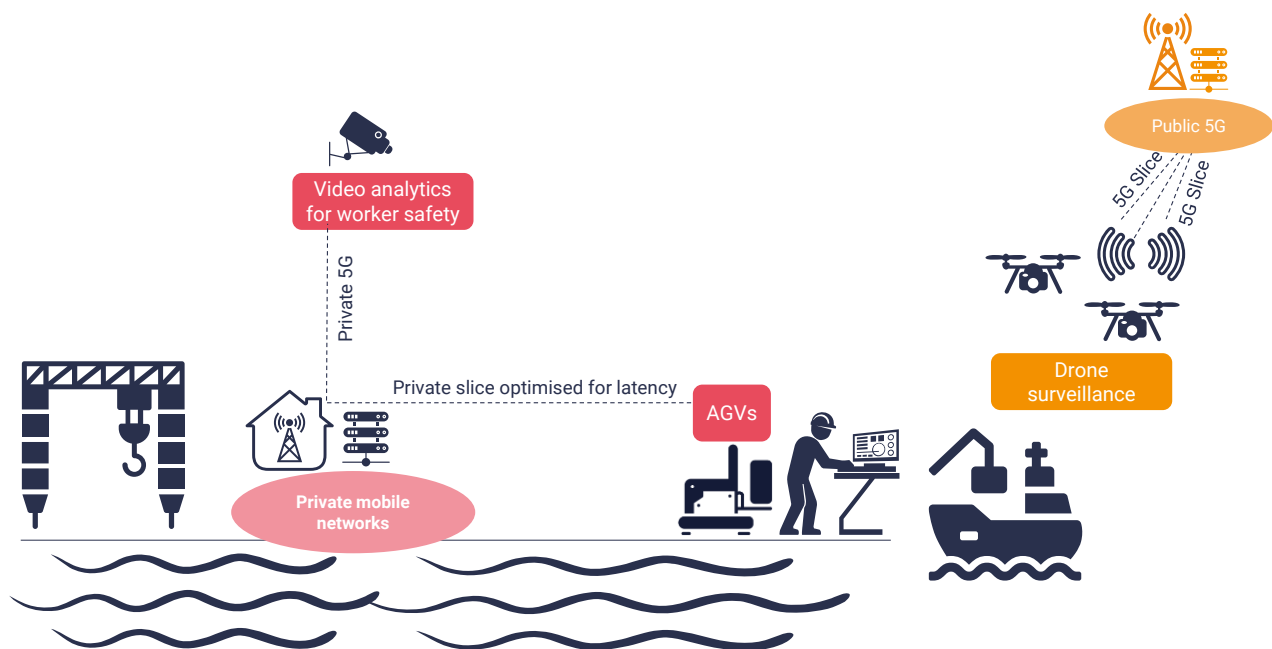 Public 5G
5G Slice
5G Slice
Video analytics
for worker safety
Private 5G
Drone
surveillance
Private slice optimised for latency
AGVs
Private mobile
networks